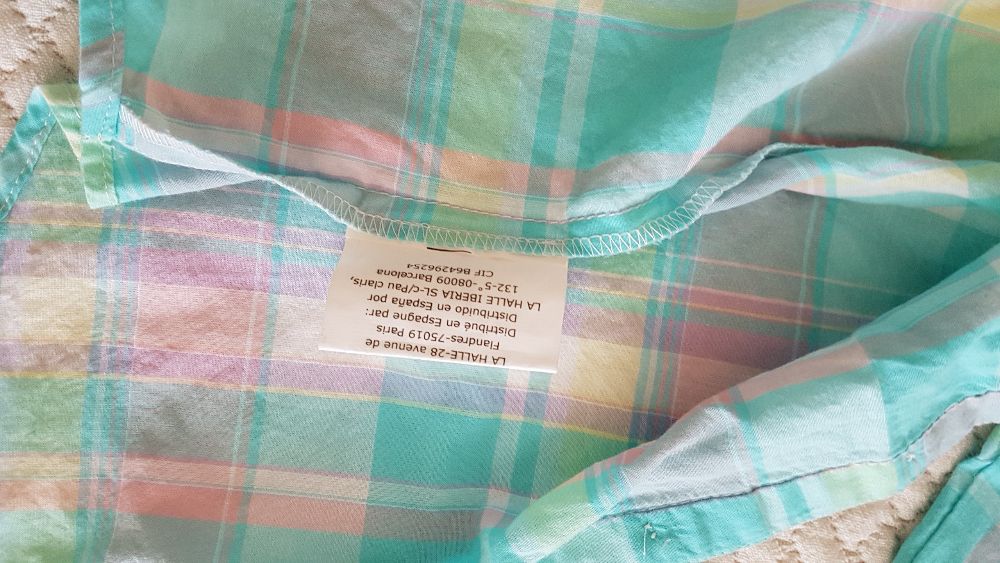 LA HALLE-28 avenue de
Flandres-75019 Paris
Distribué en Espagne par:
Distribuido en España por
LA HALLE IBERIA SL-c/Pau claris,
132-5°-08009 Barcelona
CIF B64296254